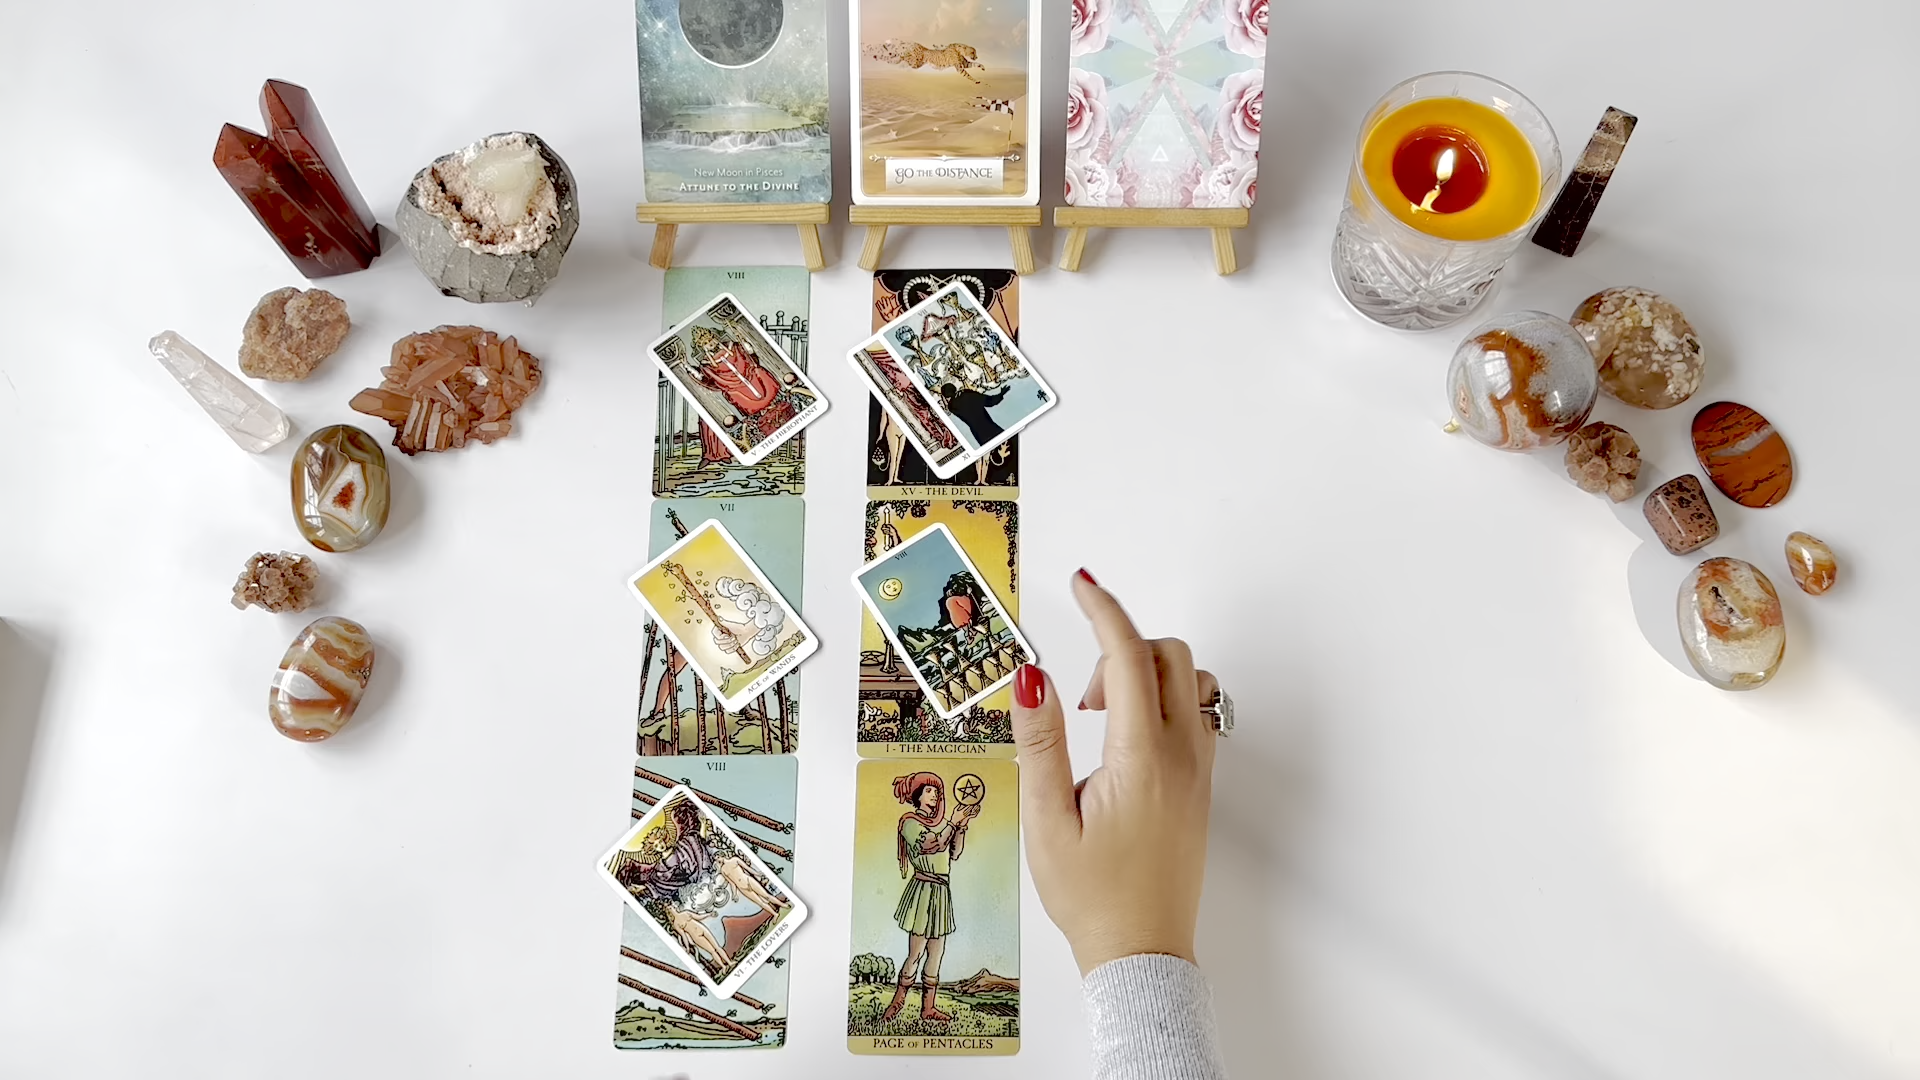 New Moon in Pisces
ATTUNE TO THE DIVINE
GO THE DISTANCE
VIII
V - THE HIEROPHANT
XV - THE DEVIL
VII
ACE OF WANDS
VIII
I - THE MAGICIAN
VIII
VI - THE LOVERS
PAGE OF PENTACLES